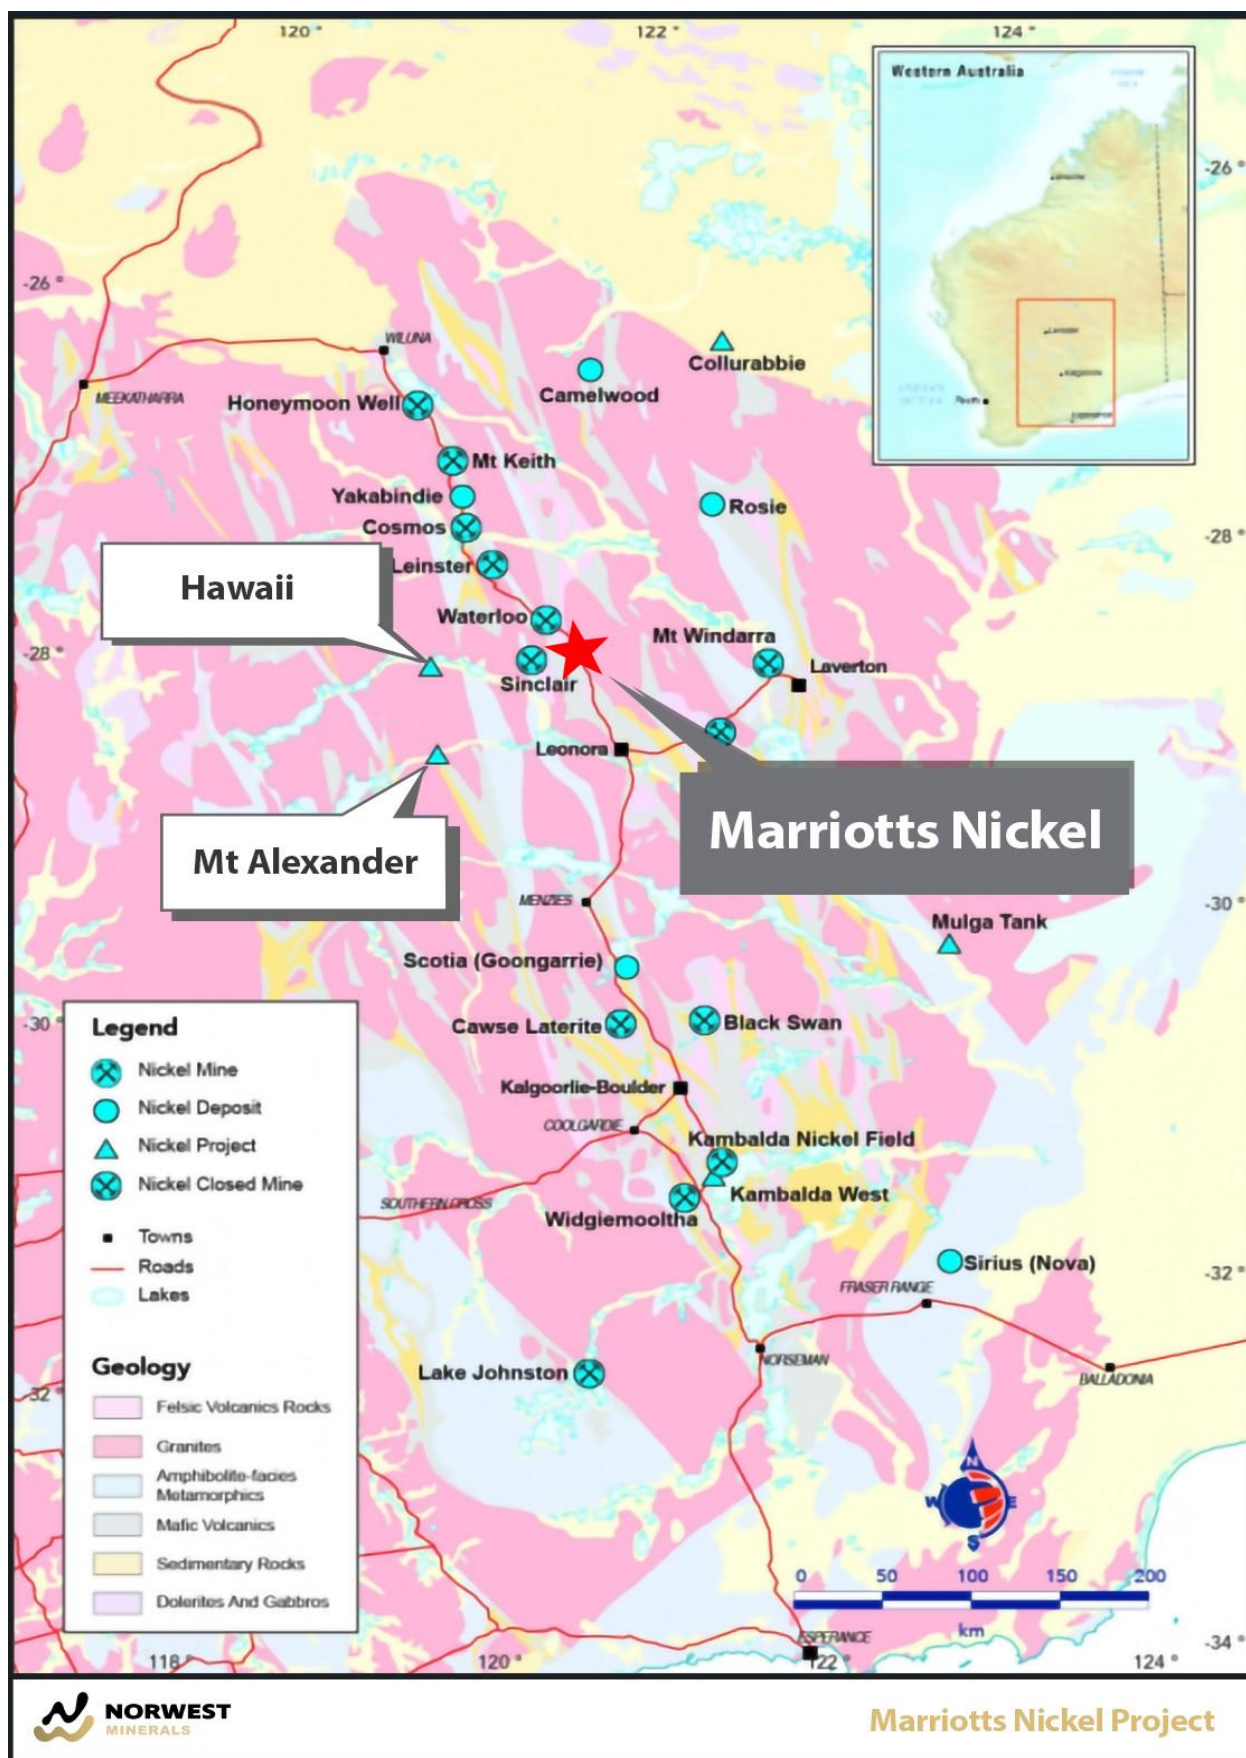 120 °
122 °
124 °
Western Australia
-26 °
-26 °
WILUNA
Collurabbie
Camelwood
MEEKATHARRA
Honeymoon Well
Perth
Mt Keith
Yakabindie
Rosie
Cosmos
-28 °
Leinster
Hawaii
Waterloo
Mt Windarra
-28 °
Laverton
Sinclair
Leonora
Marriotts Nickel
Mt Alexander
MENZIES
-30 °
Mulga Tank
Scotia (Goongarrie)
-30 °
Cawse Laterite
Black Swan
Legend
Nickel Mine
Nickel Deposit
Nickel Project
Nickel Closed Mine
Towns
Roads
Lakes
Kalgoorlie-Boulder
COOLGARDIE
Kambalda Nickel Field
Kambalda West
SOUTHERN CROSS
Widgiemooltha
Sirius (Nova)
-32 °
FRASER RANGE
NORSEMAN
BALLADONIA
Lake Johnston
Geology
32 °
Felsic Volcanics Rocks
Granites
Amphibolite-facies
Metamorphics
Mafic Volcanics
Sedimentary Rocks
Dolerites And Gabbros
N
W E
S
0 50 100 150 200
km
ESPERANCE
-34 °
118 °
120 °
122 °
124 °
NORWEST
MINERALS
Marriotts Nickel Project